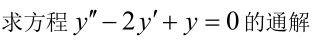 求方程 y″ − 2y′ + y = 0 的通解